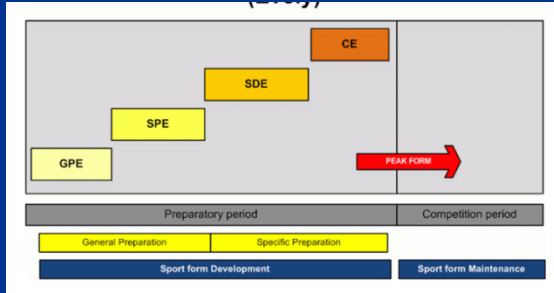 (Evely)
CE
SDE
SPE
GPE
PEAK FORM
Preparatory period
Competition period
General Preparation
Specific Preparation
Sport form Development
Sport form Maintenance